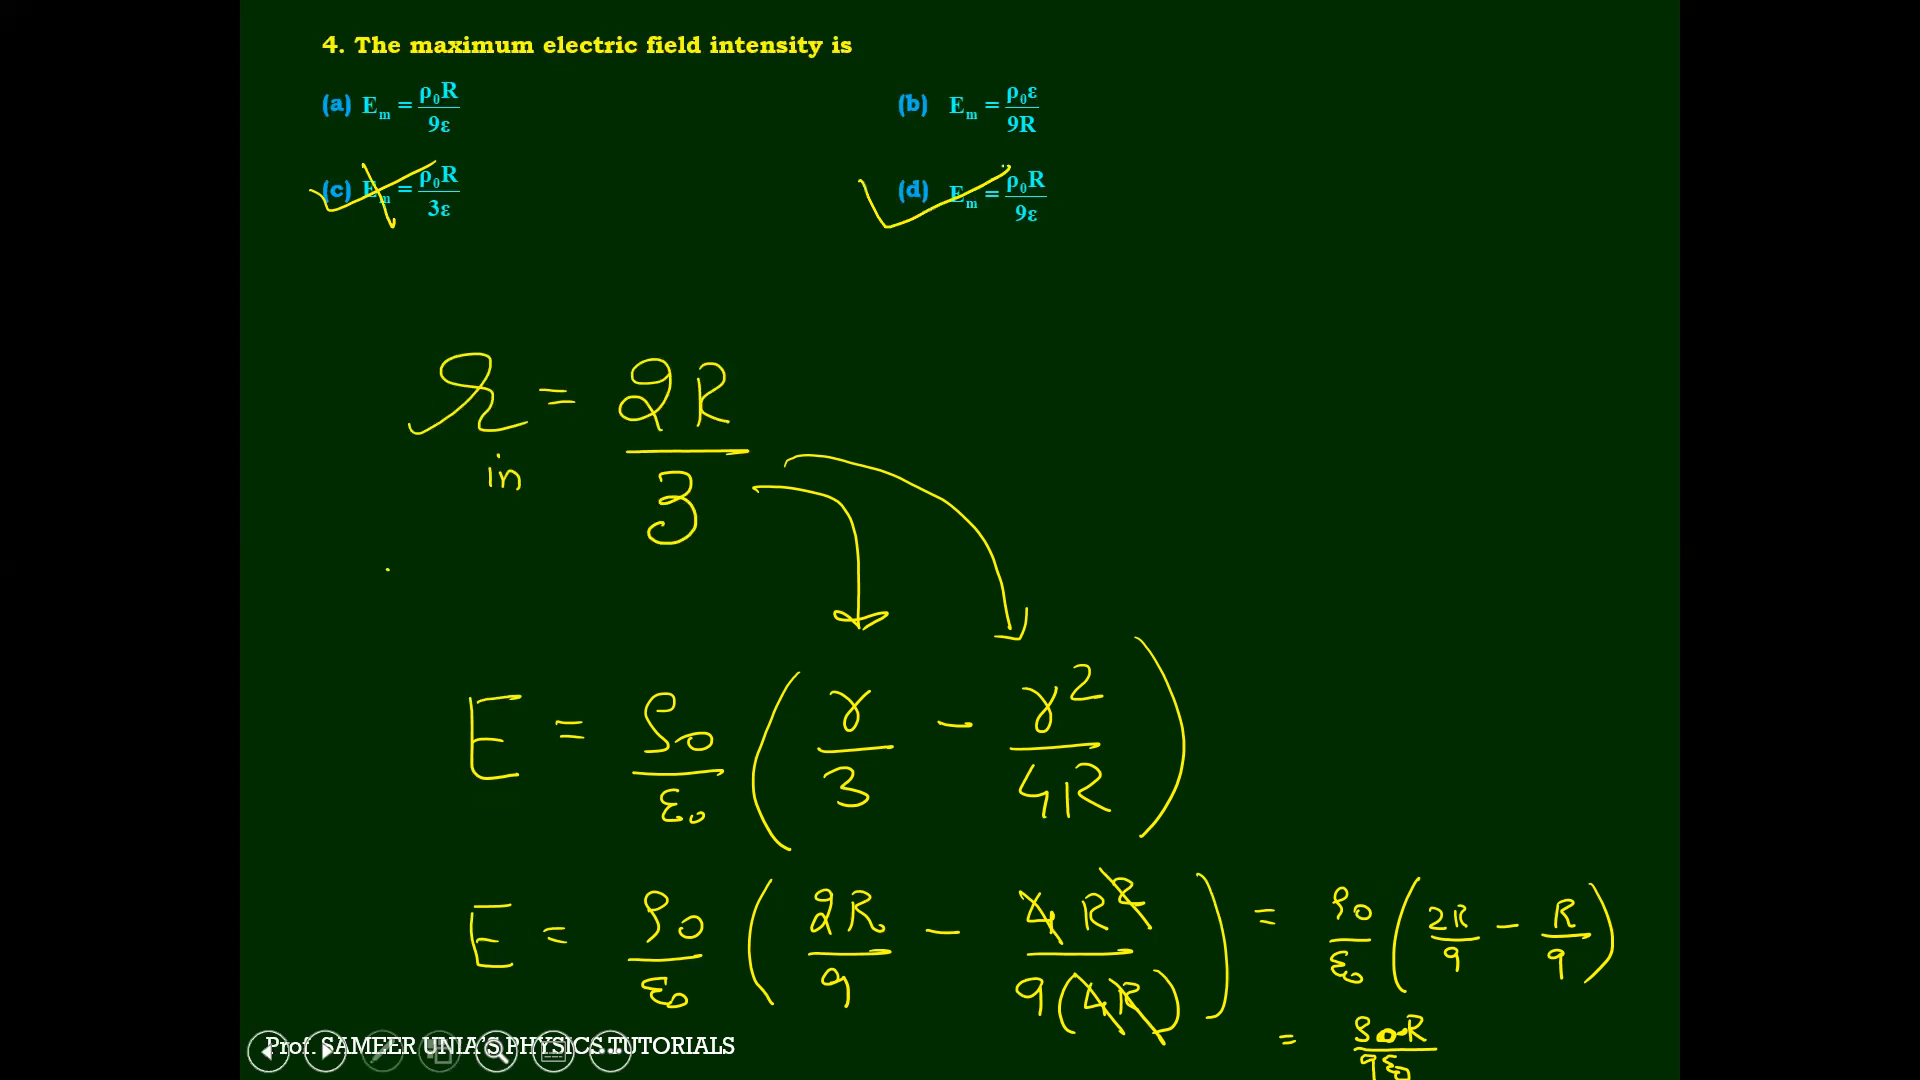 4. The maximum electric field intensity is
(a) Eₘ = ρ₀R / 9ε
(b) Eₘ = ρ₀ε / 9R
(c) Eₘ = ρ₀R / 3ε
(d) Eₘ = ρ₀R / 9ε
r = 2R / 3
in
E = ρ₀/ε₀ ( r/3 − r²/4R )
E = ρ₀/ε₀ ( 2R/9 − 4R²/9(4R) ) = ρ₀/ε₀ ( 2R/9 − R/9 )
= ρ₀R / 9ε₀
Prof. SAMEER UNIA'S PHYSICS TUTORIALS